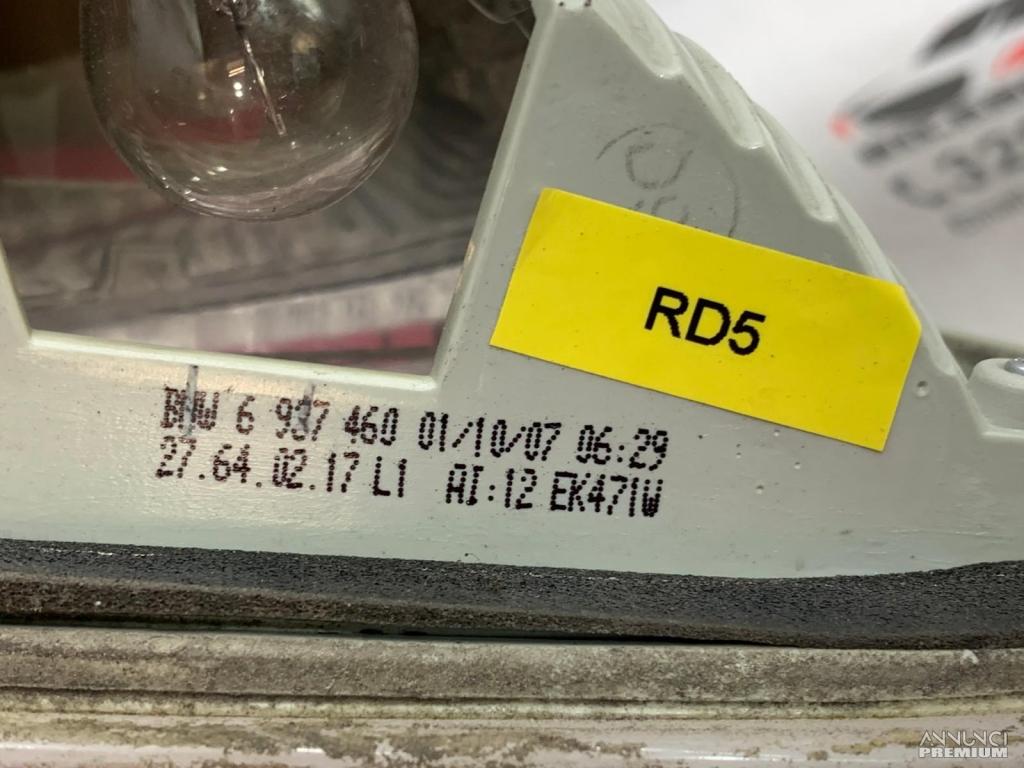 RD5
BMW 6 937 460 01/10/07 06:29
27.64.02.17 L1 AI:12 EK471W
ANNUNCI
PREMIUM